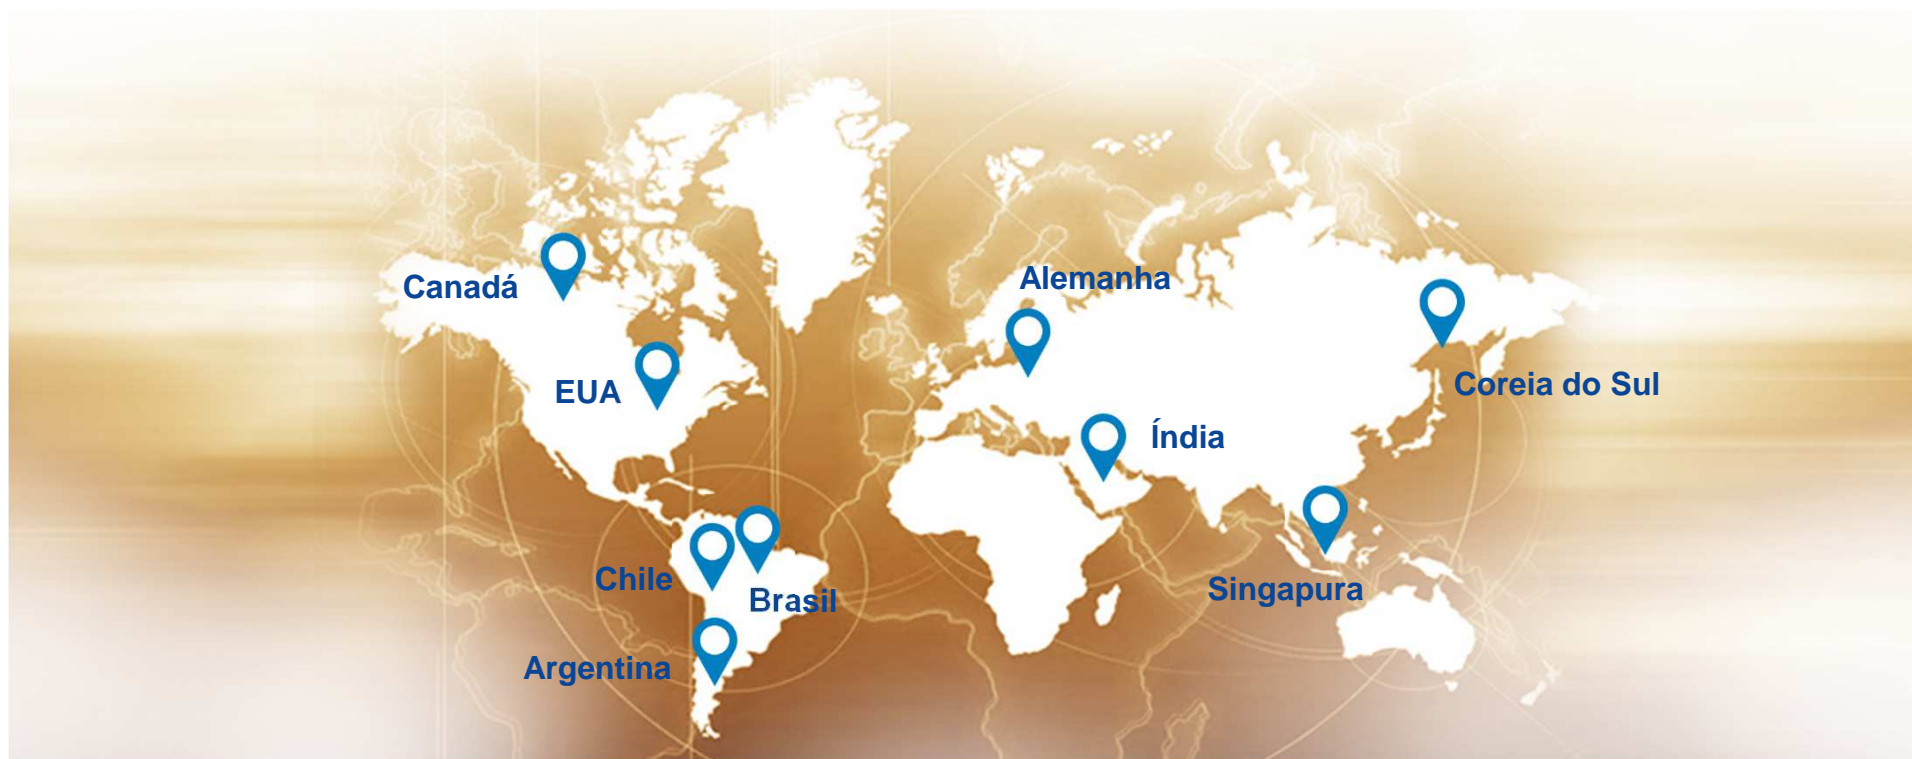 Alemanha
Canadá
Coreia do Sul
EUA
Índia
Chile
Singapura
Brasil
Argentina